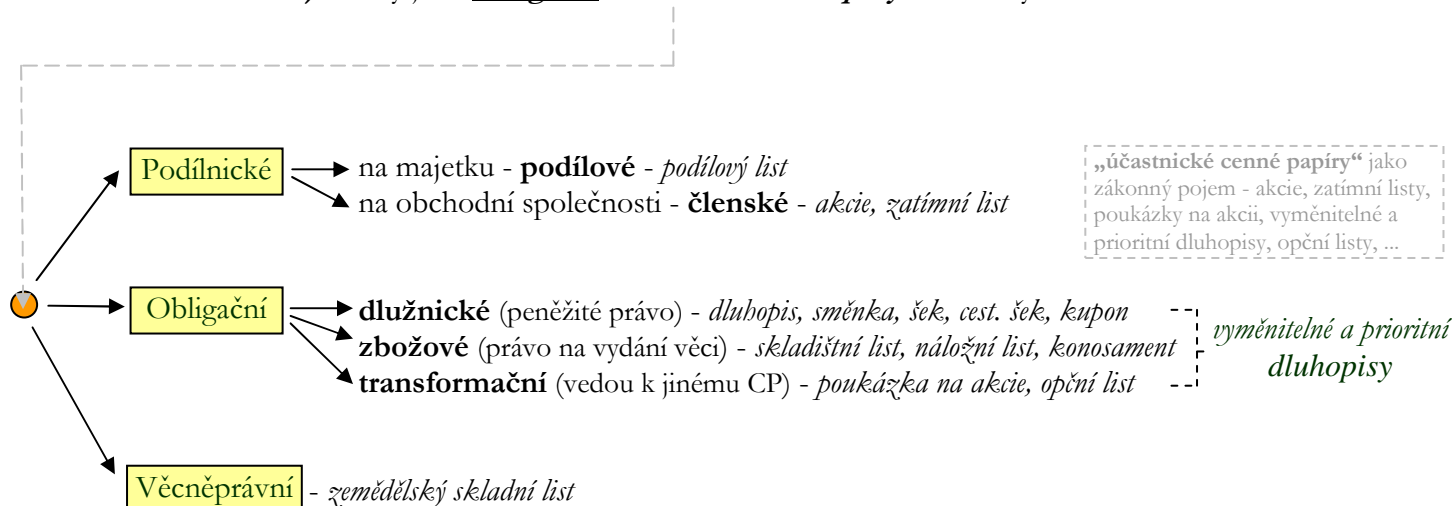 Podílnické
na majetku - podílové - podílový list
na obchodní společnosti - členské - akcie, zatímní list
„účastnické cenné papíry“ jako
zákonný pojem - akcie, zatímní listy,
poukázky na akcii, vyměnitelné a
prioritní dluhopisy, opční listy, ...
Obligační
dlužnické (peněžité právo) - dluhopis, směnka, šek, cest. šek, kupon
zbožové (právo na vydání věci) - skladištní list, náložní list, konosament
transformační (vedou k jinému CP) - poukázka na akcie, opční list
vyměnitelné a prioritní
dluhopisy
Věcněprávní - zemědělský skladní list